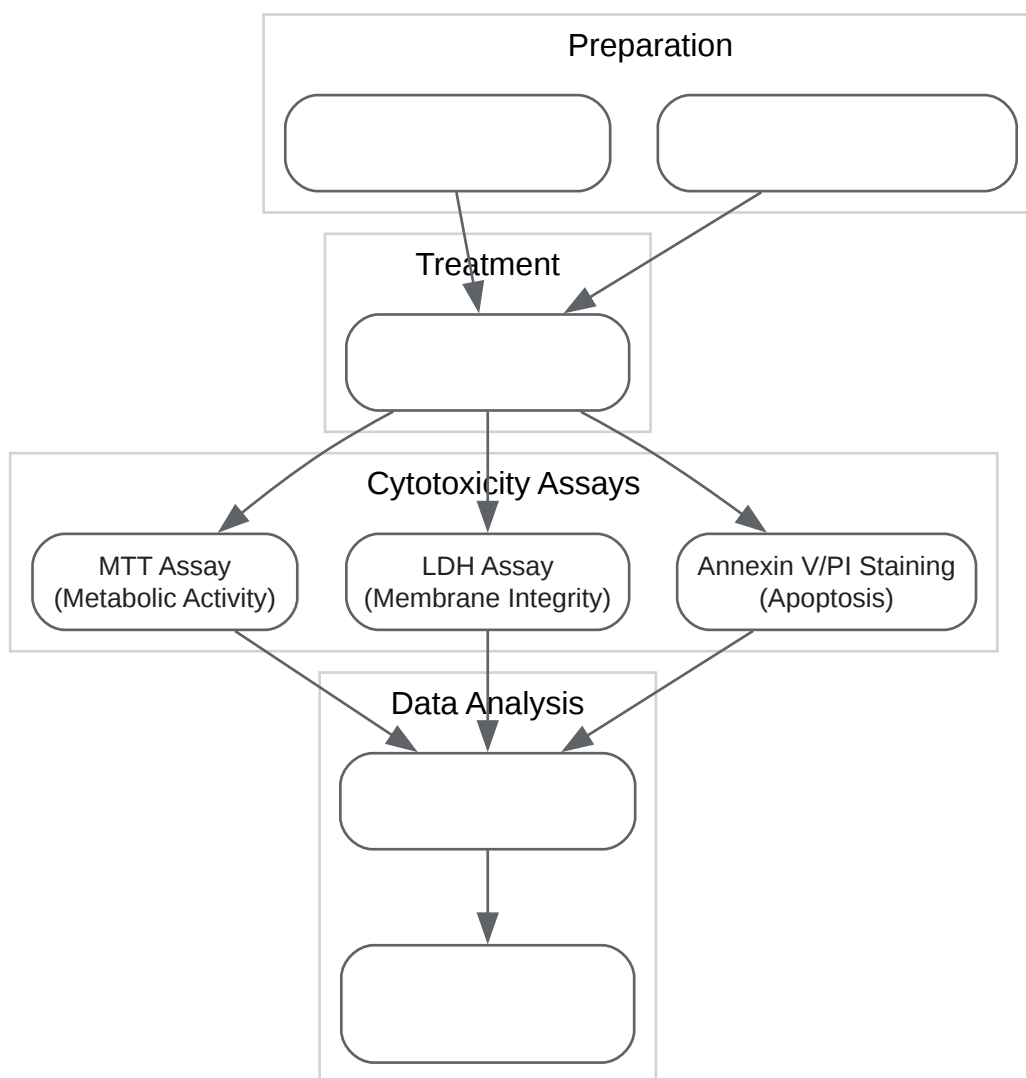 Preparation
Treatment
Cytotoxicity Assays
MTT Assay
(Metabolic Activity)
LDH Assay
(Membrane Integrity)
Annexin V/PI Staining
(Apoptosis)
Data Analysis